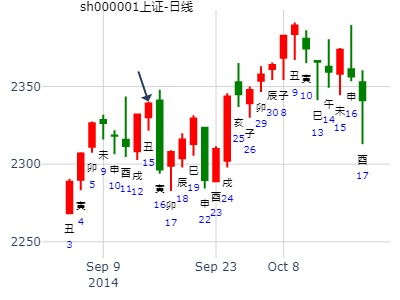 sh000001上证-日线
2350
2300
2250
丑
3
寅
4
卯
5
未
9
申
10
酉
11
戌
12
丑
15
寅
16
卯
17
辰
18
巳
19
申
22
酉
23
戌
24
亥
25
子
26
卯
29
辰
30
子
8
丑
9
寅
10
巳
13
午
14
未
15
申
16
酉
17
Sep 9
2014
Sep 23
Oct 8